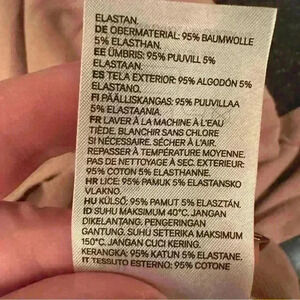 ELASTAN.
DE OBERMATERIAL: 95% BAUMWOLLE
5% ELASTHAN.
EE ÜMBRIS: 95% PUUVILL 5%
ELASTAAN.
ES TELA EXTERIOR: 95% ALGODÓN 5%
ELASTANO.
FI PÄÄLLISKANGAS: 95% PUUVILLAA
5% ELASTAANIA.
FR LAVER À LA MACHINE À L'EAU
TIÈDE. BLANCHIR SANS CHLORE
SI NÉCESSAIRE. SÉCHER À L'AIR.
REPASSER À TEMPÉRATURE MOYENNE.
PAS DE NETTOYAGE À SEC. EXTERIEUR:
95% COTON 5% ELASTHANNE.
HR LICE: 95% PAMUK 5% ELASTANSKO
VLAKNO.
HU KÜLSŐ: 95% PAMUT 5% ELASZTÁN.
ID SUHU MAKSIMUM 40°C. JANGAN
DIKELANTANG. PENGERINGAN
GANTUNG. SUHU SETERIKA MAKSIMUM
150°C. JANGAN CUCI KERING.
KERANGKA: 95% KATUN 5% ELASTANE.
IT TESSUTO ESTERNO: 95% COTONE